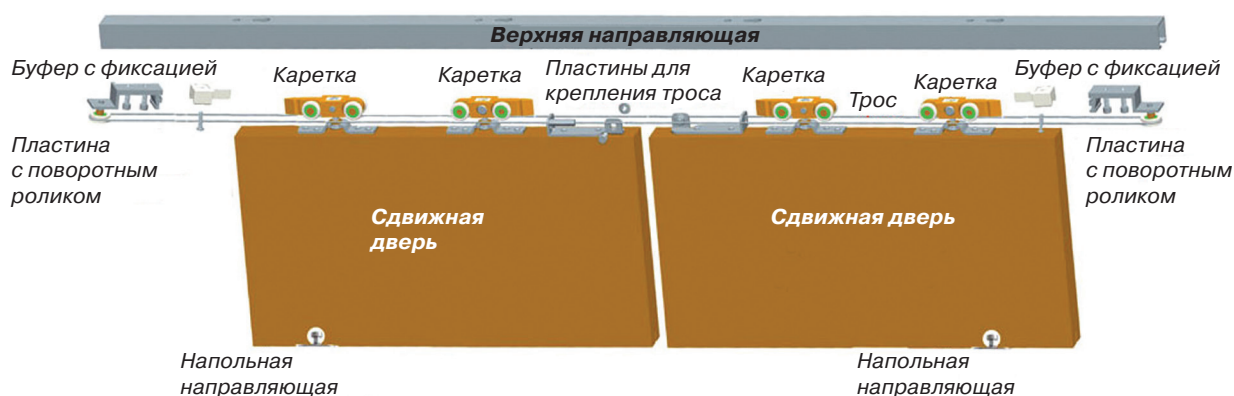 Верхняя направляющая
Буфер с фиксацией
Каретка
Каретка
Пластины для
крепления троса
Каретка
Трос
Каретка
Буфер с фиксацией
Пластина
с поворотным
роликом
Пластина
с поворотным
роликом
Сдвижная
дверь
Сдвижная дверь
Напольная
направляющая
Напольная
направляющая